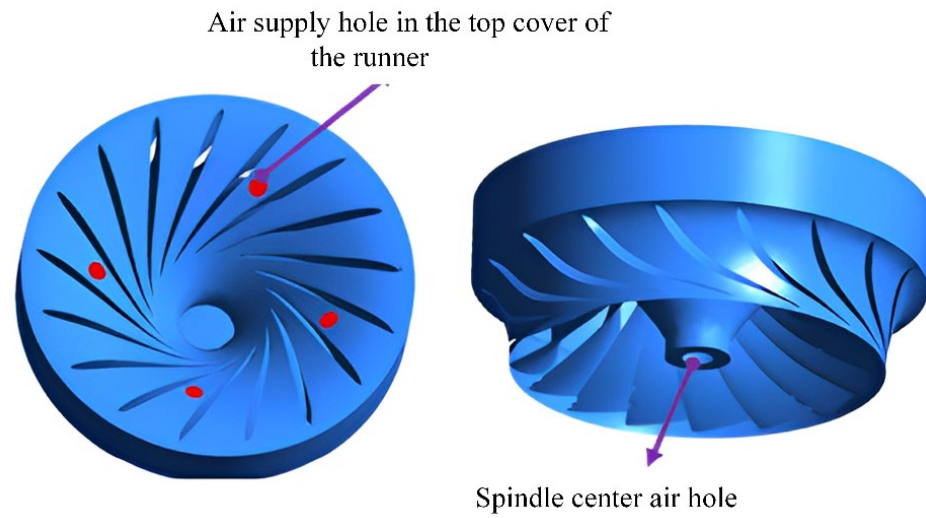 Air supply hole in the top cover of
the runner
Spindle center air hole